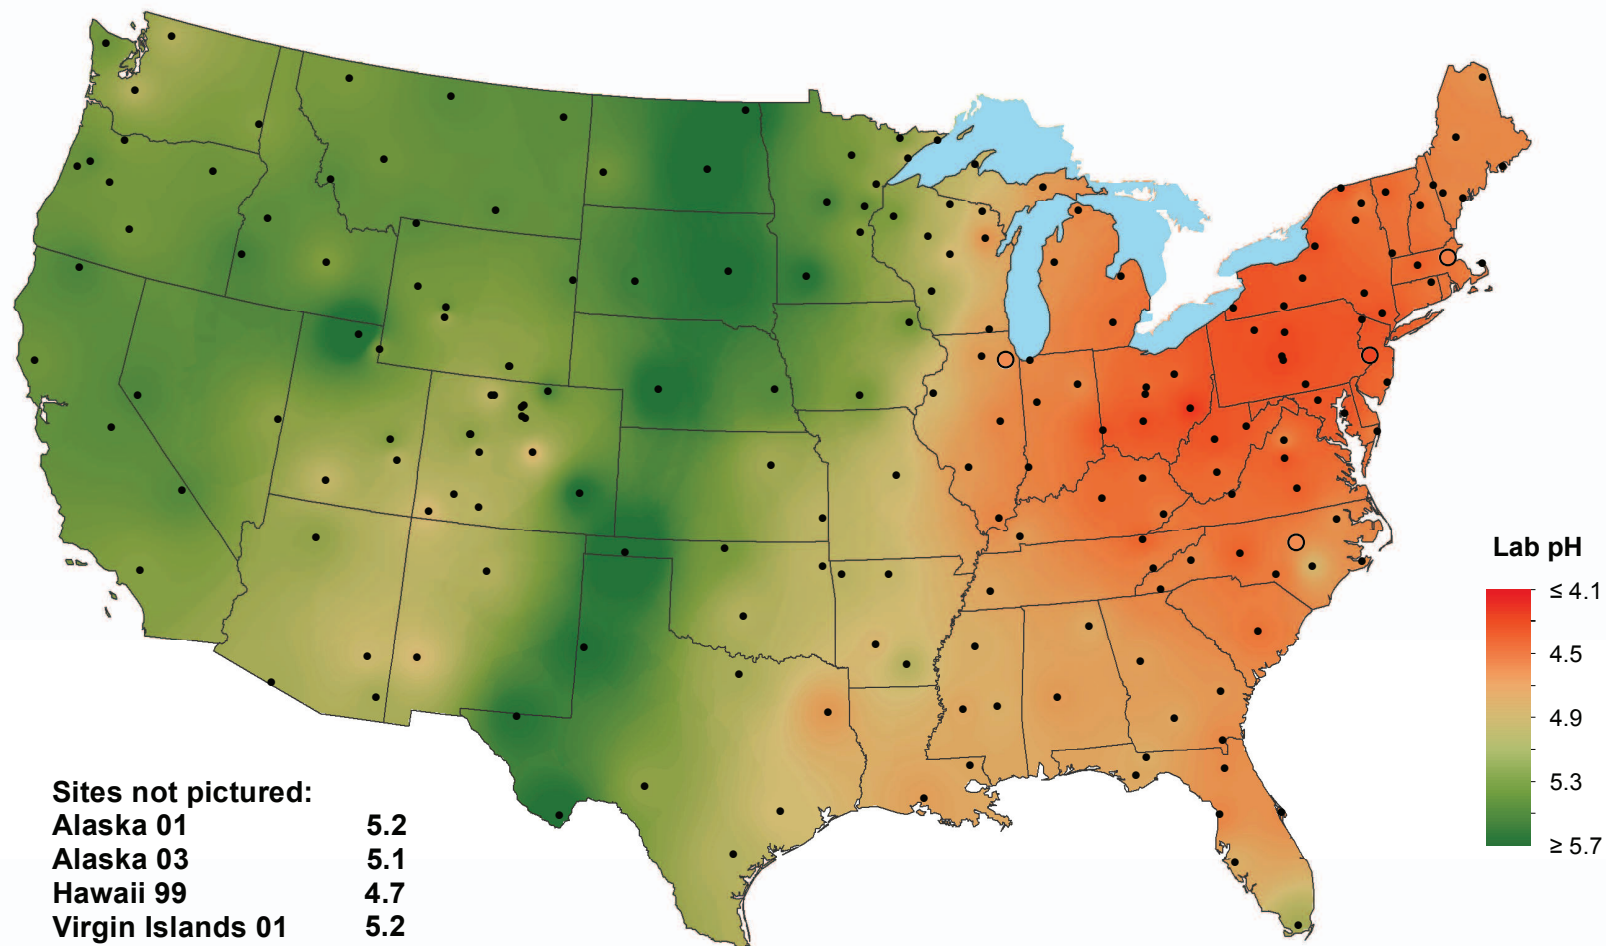 Lab pH
≤ 4.1
4.5
4.9
5.3
≥ 5.7
Sites not pictured:
Alaska 01 5.2
Alaska 03 5.1
Hawaii 99 4.7
Virgin Islands 01 5.2